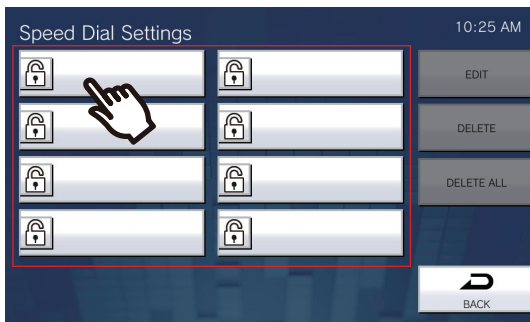 Speed Dial Settings
10:25 AM
EDIT
DELETE
DELETE ALL
BACK